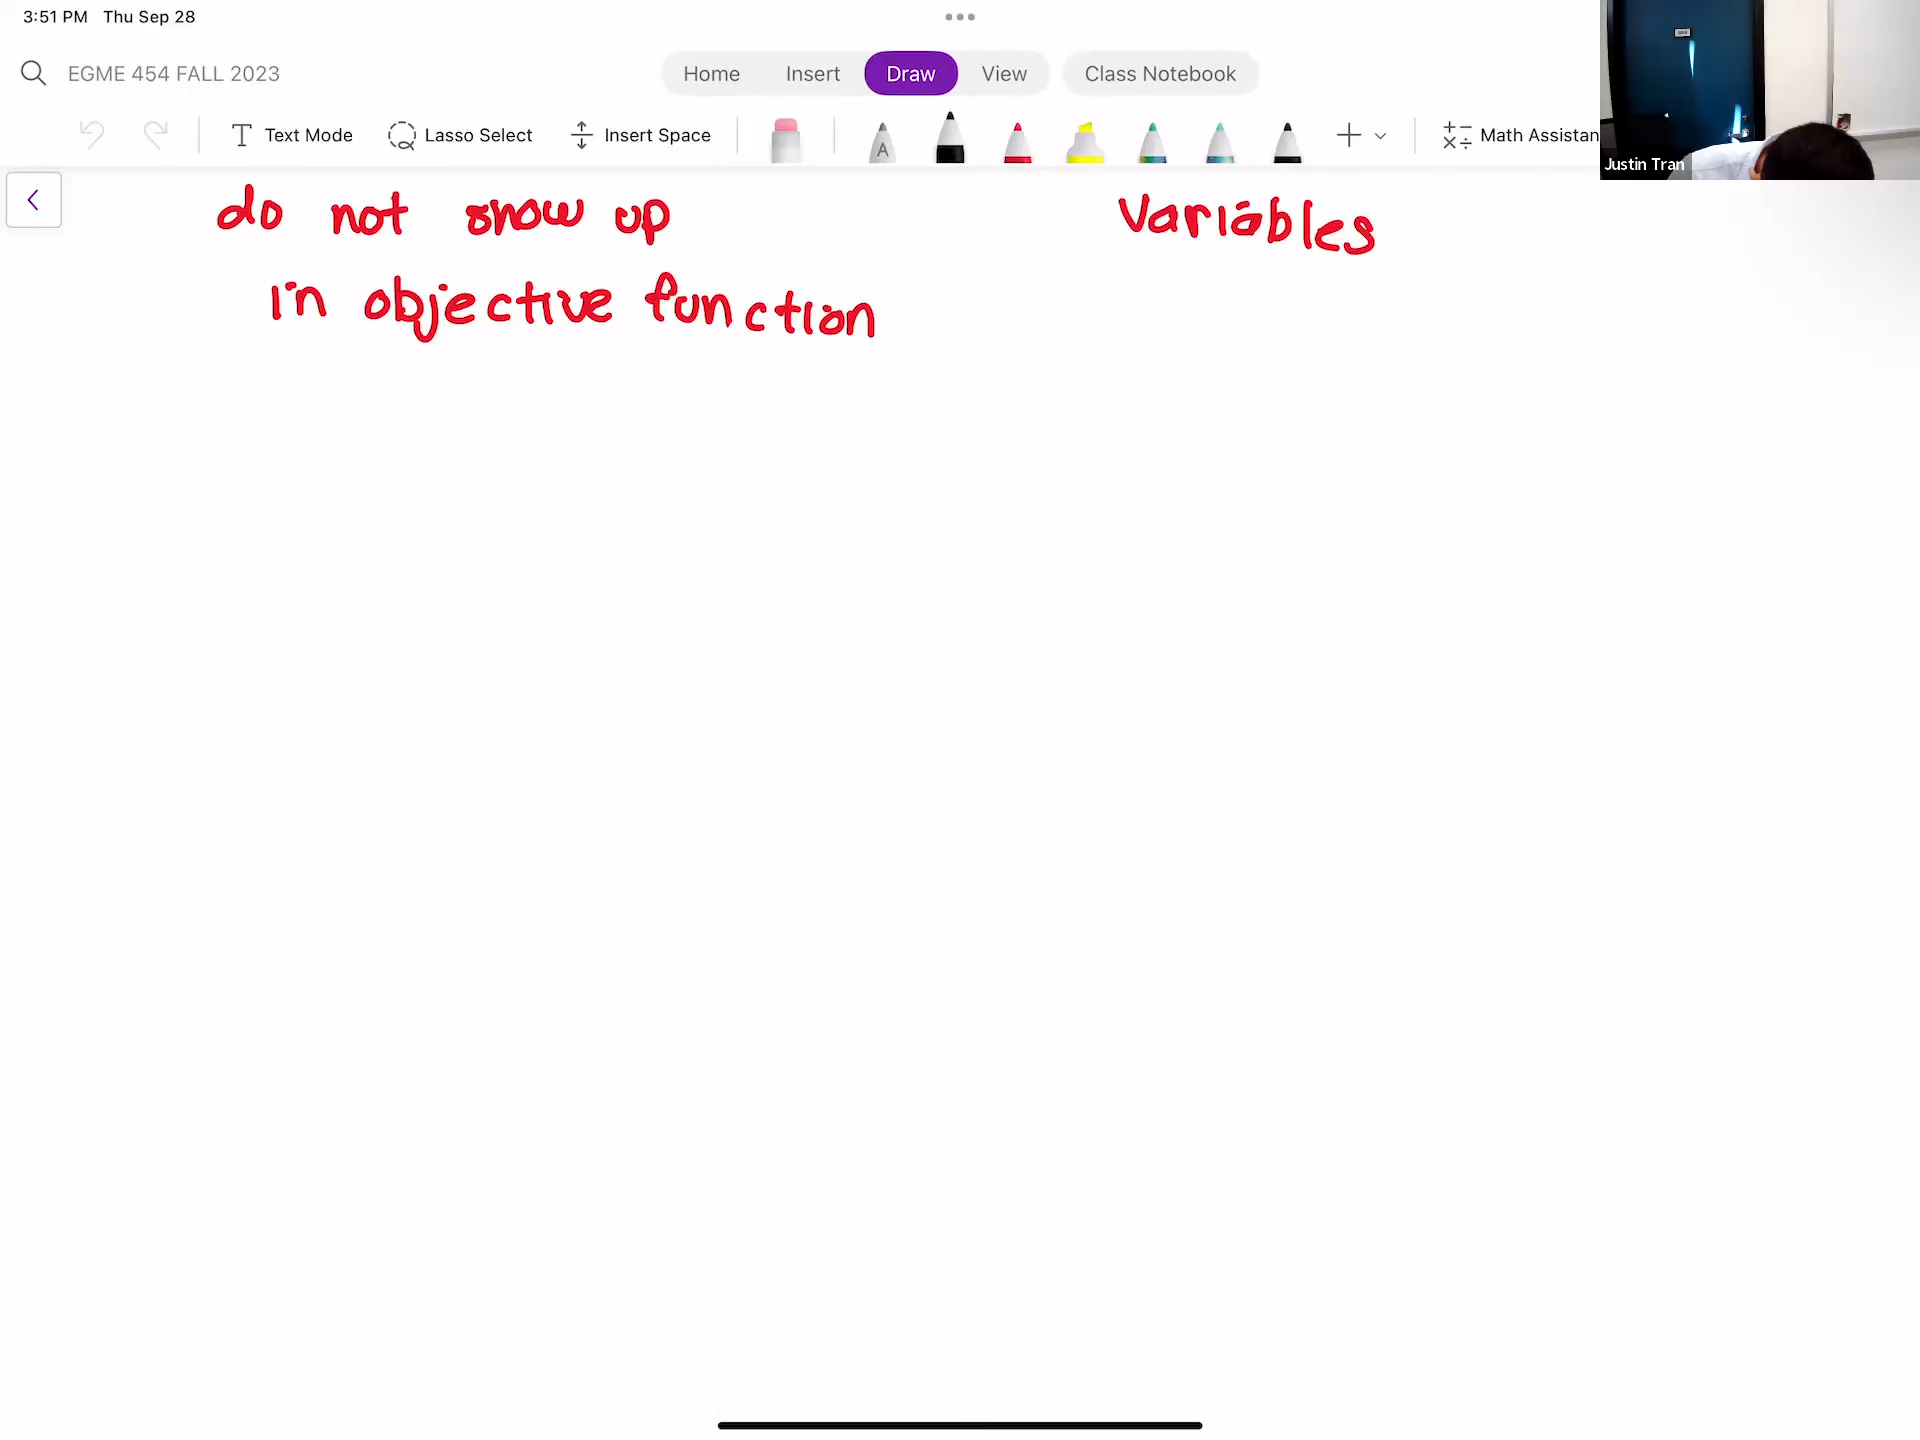 3:51 PM Thu Sep 28
EGME 454 FALL 2023
Home Insert Draw View Class Notebook
Text Mode Lasso Select Insert Space A Math Assistan
Justin Tran
do not show up Variables
in objective function